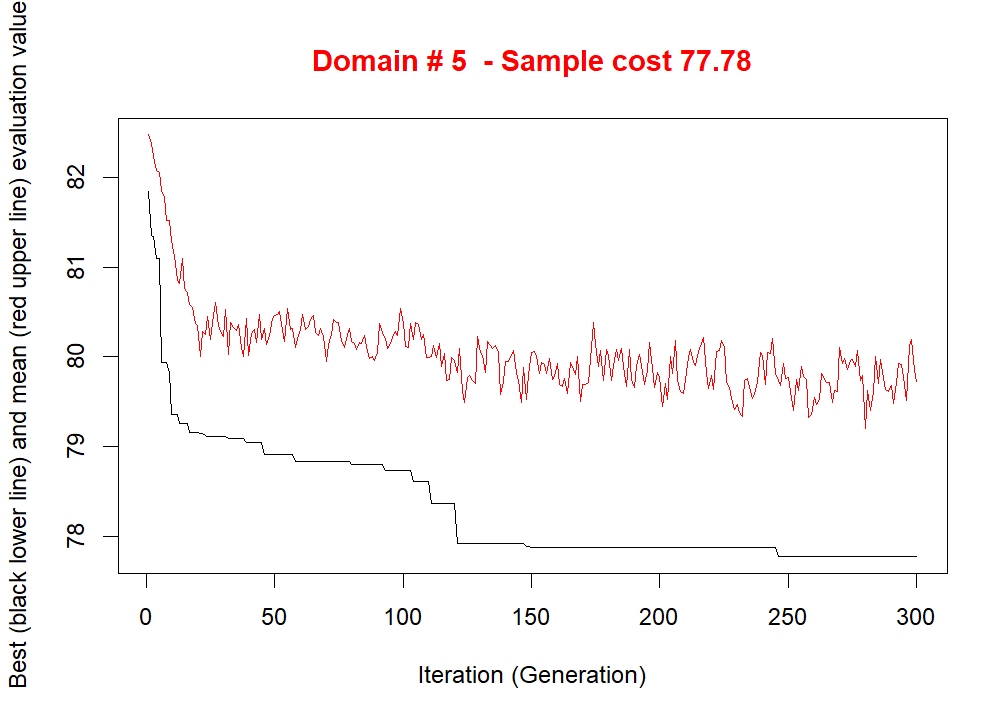 Domain # 5  - Sample cost 77.78
Best (black lower line) and mean (red upper line) evaluation value
82
81
80
79
78
0 50 100 150 200 250 300
Iteration (Generation)